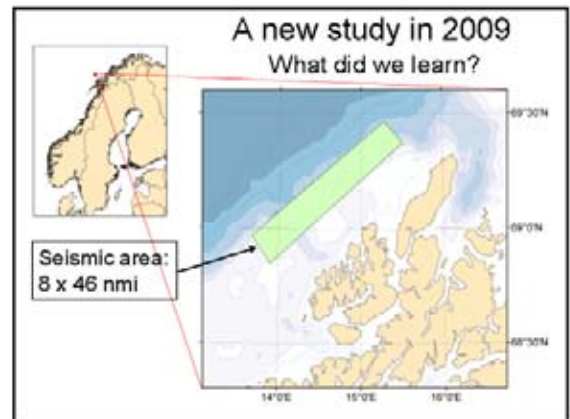 A new study in 2009
What did we learn?
69°30'N
69°0'N
Seismic area:
8 x 46 nmi
68°30'N
14°0'E 15°0'E 16°0'E